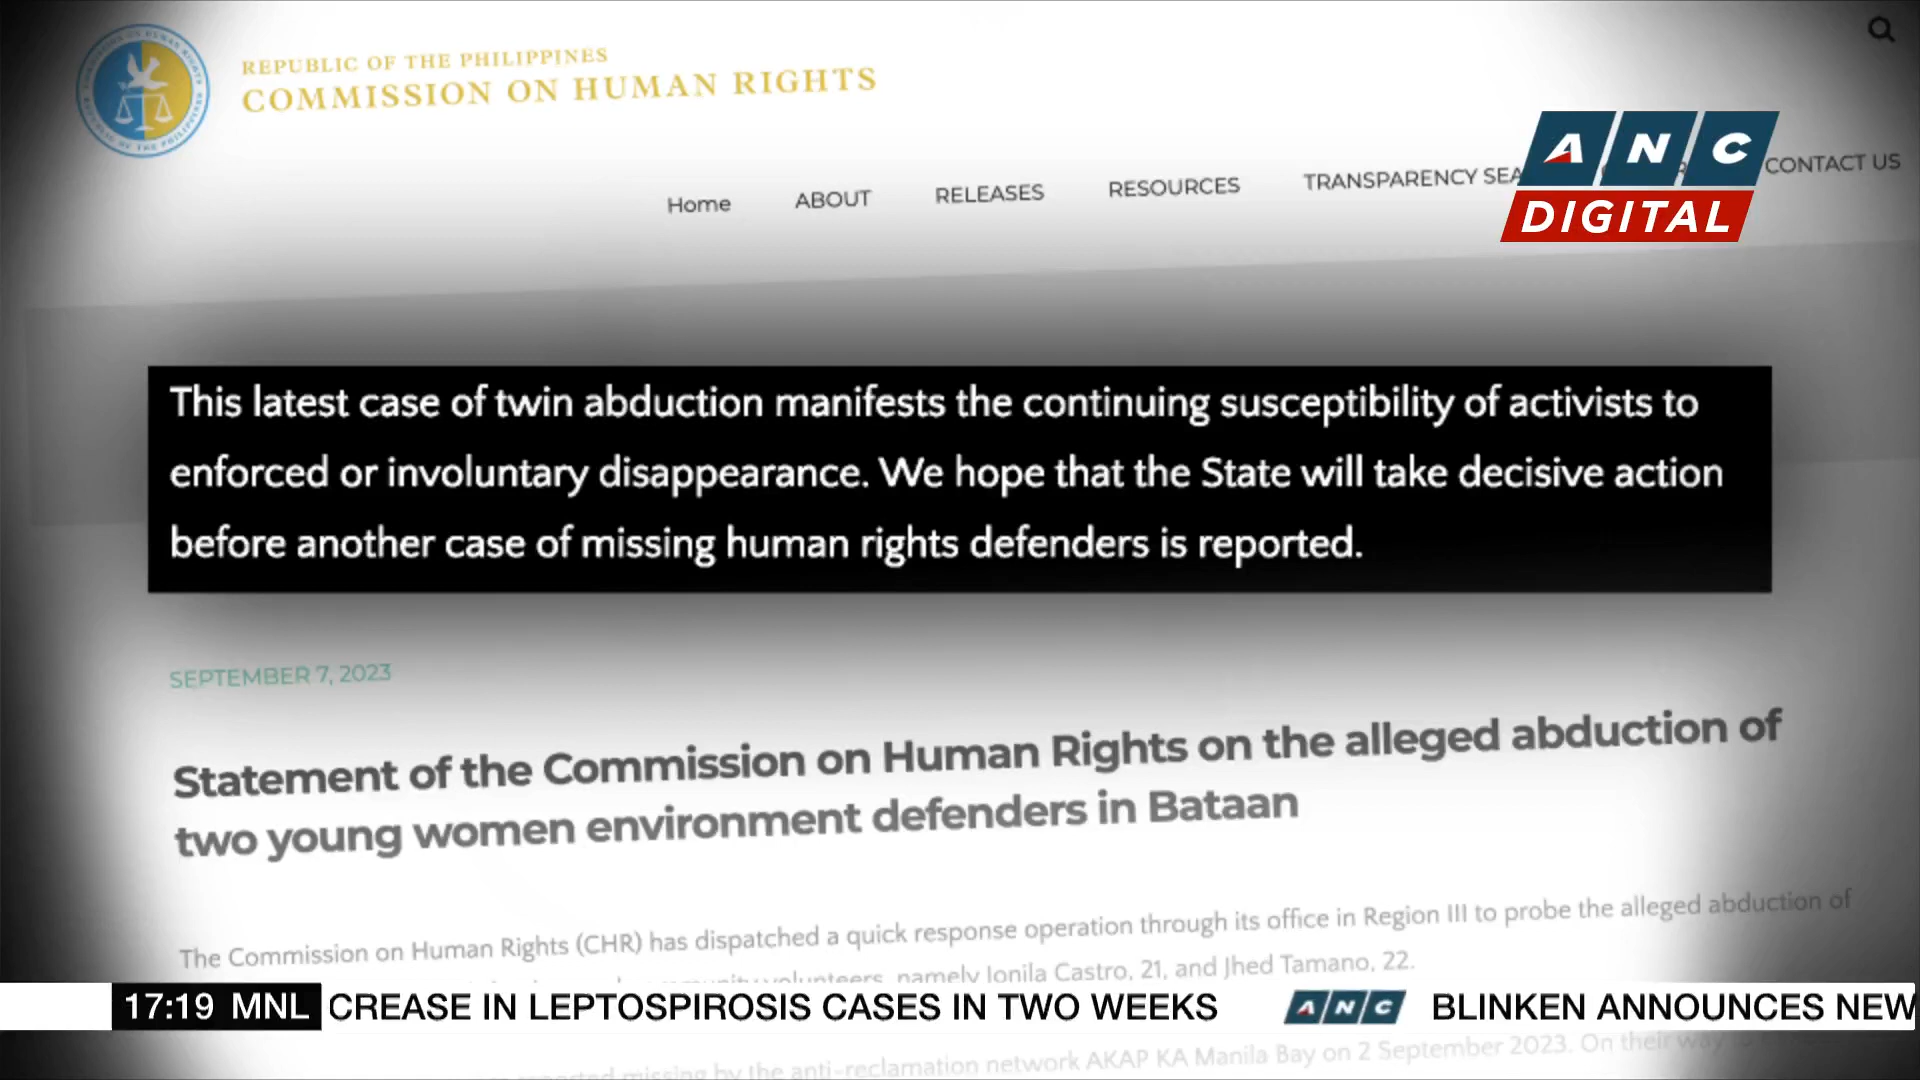 REPUBLIC OF THE PHILIPPINES
COMMISSION ON HUMAN RIGHTS
Home ABOUT RELEASES RESOURCES TRANSPARENCY SEA CONTACT US
ANC
DIGITAL
This latest case of twin abduction manifests the continuing susceptibility of activists to
enforced or involuntary disappearance. We hope that the State will take decisive action
before another case of missing human rights defenders is reported.
SEPTEMBER 7, 2023
Statement of the Commission on Human Rights on the alleged abduction of
two young women environment defenders in Bataan
The Commission on Human Rights (CHR) has dispatched a quick response operation through its office in Region III to probe the alleged abduction of
community volunteers, namely Jonila Castro, 21, and Jhed Tamano, 22.
17:19 MNL CREASE IN LEPTOSPIROSIS CASES IN TWO WEEKS ANC BLINKEN ANNOUNCES NEW
reported missing by the anti-reclamation network AKAP KA Manila Bay on 2 September 2023. On their way